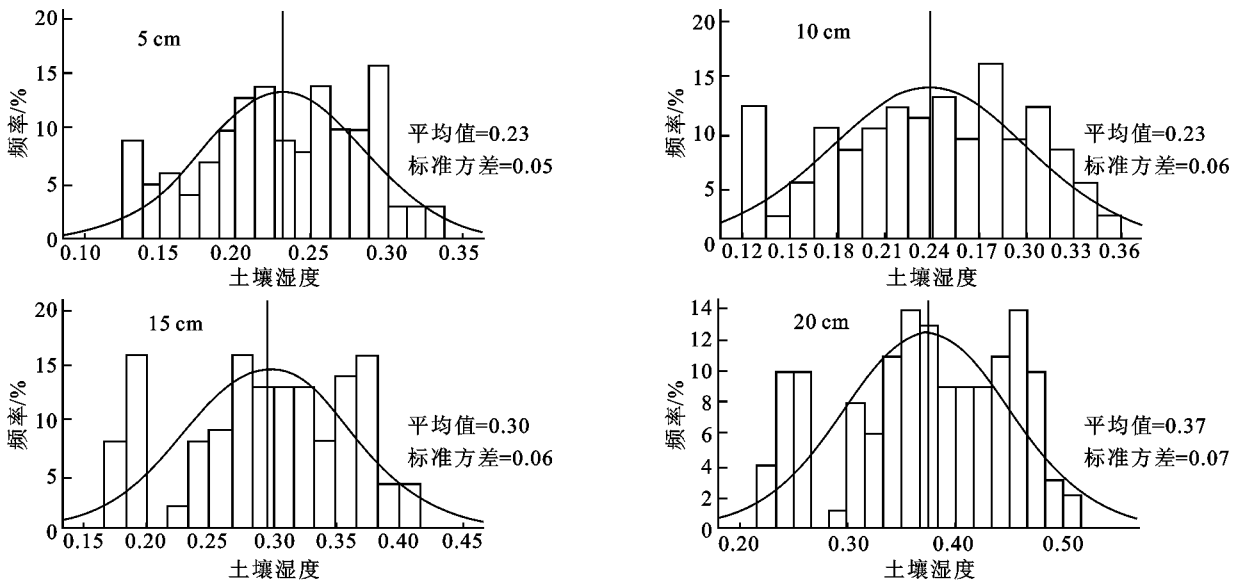 5 cm
频率/%
20
15
10
5
0
0.10 0.15 0.20 0.25 0.30 0.35
土壤湿度
平均值=0.23
标准方差=0.05
10 cm
频率/%
20
15
10
5
0
0.12 0.15 0.18 0.21 0.24 0.17 0.30 0.33 0.36
土壤湿度
平均值=0.23
标准方差=0.06
15 cm
频率/%
20
15
10
5
0
0.15 0.20 0.25 0.30 0.35 0.40 0.45
土壤湿度
平均值=0.30
标准方差=0.06
20 cm
频率/%
14
12
10
8
6
4
2
0
0.20 0.30 0.40 0.50
土壤湿度
平均值=0.37
标准方差=0.07